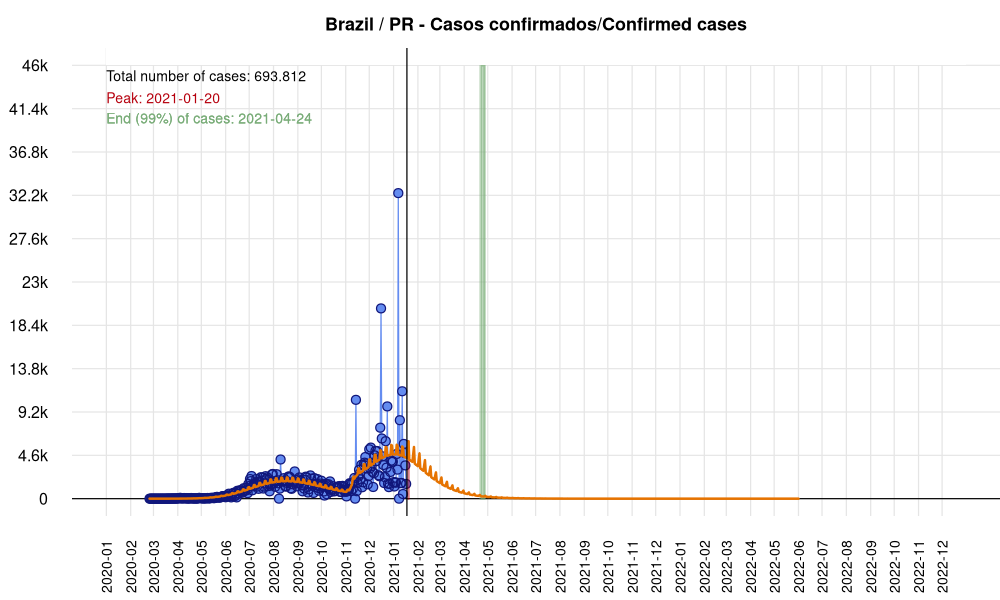 Brazil / PR - Casos confirmados/Confirmed cases
Total number of cases: 693.812
Peak: 2021-01-20
End (99%) of cases: 2021-04-24
46k
41.4k
36.8k
32.2k
27.6k
23k
18.4k
13.8k
9.2k
4.6k
0
2020-01
2020-02
2020-03
2020-04
2020-05
2020-06
2020-07
2020-08
2020-09
2020-10
2020-11
2020-12
2021-01
2021-02
2021-03
2021-04
2021-05
2021-06
2021-07
2021-08
2021-09
2021-10
2021-11
2021-12
2022-01
2022-02
2022-03
2022-04
2022-05
2022-06
2022-07
2022-08
2022-09
2022-10
2022-11
2022-12